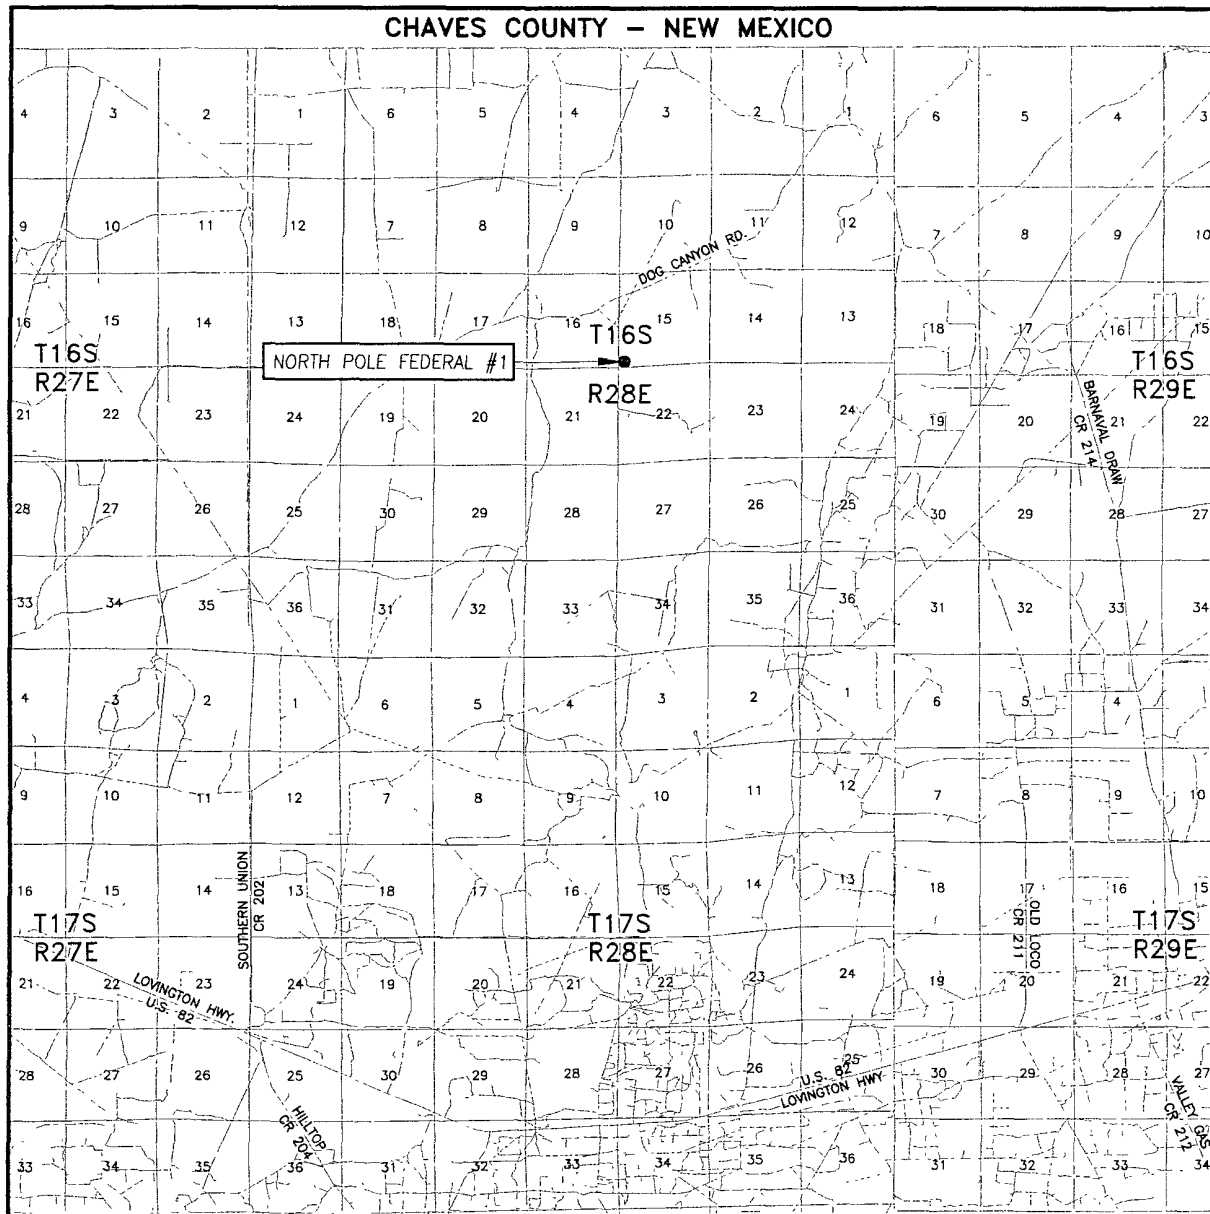 CHAVES COUNTY – NEW MEXICO
4 3 2 1 6 5 4 3 2 1 6 5 4 3
9 10 11 12 7 8 9 10 11 12 7 8 9 10
DOG CANYON RD.
16 15 14 13 18 17 16 15 14 13 18 17 16 15
T16S
R27E
NORTH POLE FEDERAL #1
T16S
R28E
T16S
R29E
21 22 23 24 19 20 21 22 23 24 19 20 21 22
BARNAVAL DRAW
CR 214
28 27 26 25 30 29 28 27 26 25 30 29 28 27
33 34 35 36 31 32 33 34 35 36 31 32 33 34
4 3 2 1 6 5 4 3 2 1 6 5 4
9 10 11 12 7 8 9 10 11 12 7 8 9 10
16 15 14 13 18 17 16 15 14 13 18 17 16 15
SOUTHERN UNION
CR 202
OLD LOCO
CR 211
T17S
R27E
T17S
R28E
T17S
R29E
21 22 23 24 19 20 21 22 23 24 19 20 21 22
LOVINGTON HWY.
U.S. 82
28 27 26 25 30 29 28 27 26 25 30 29 28 27
U.S. 82
LOVINGTON HWY
HILLTOP
CR 204
VALLEY GAS
CR 212
33 34 35 36 31 32 33 34 35 36 31 32 33 34